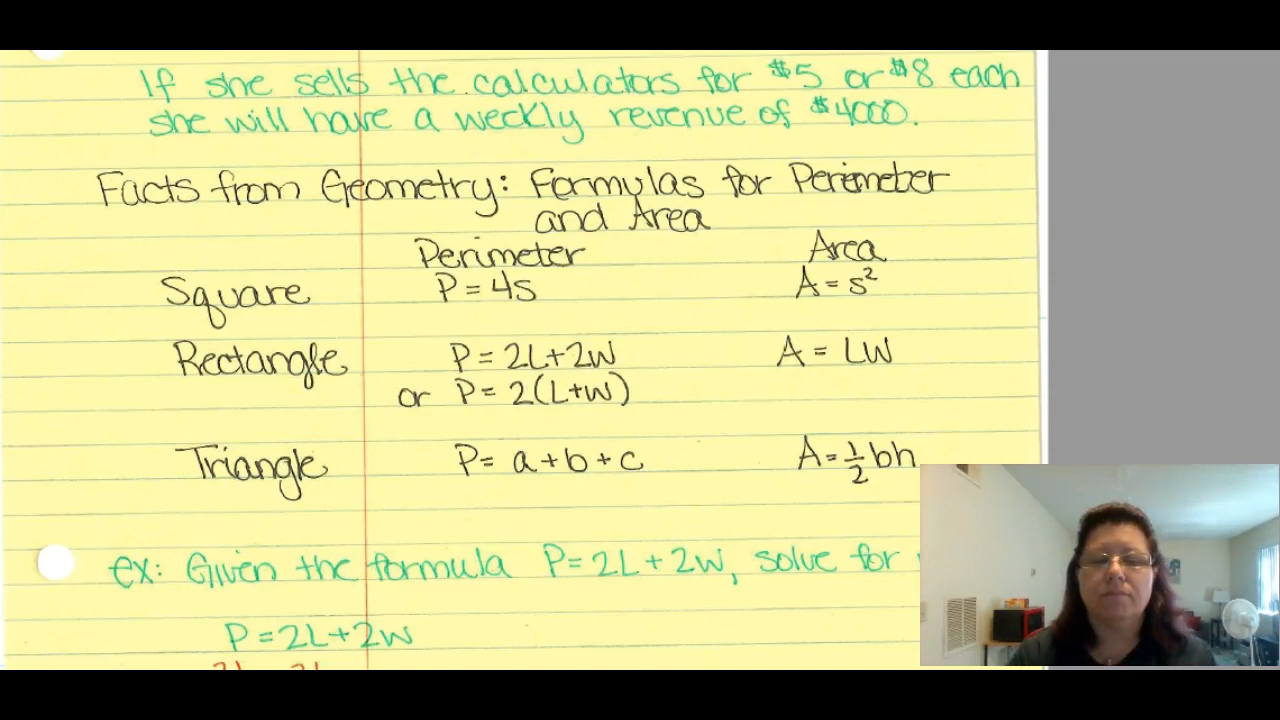 If she sells the calculators for $5 or $8 each
she will have a weekly revenue of $4000.
Facts from Geometry: Formulas for Perimeter
and Area
Perimeter Area
Square P = 4s A = s²
Rectangle P = 2L+2W A = LW
or P = 2(L+W)
Triangle P = a + b + c A = ½bh
ex: Given the formula P = 2L + 2W, solve for
P = 2L + 2W